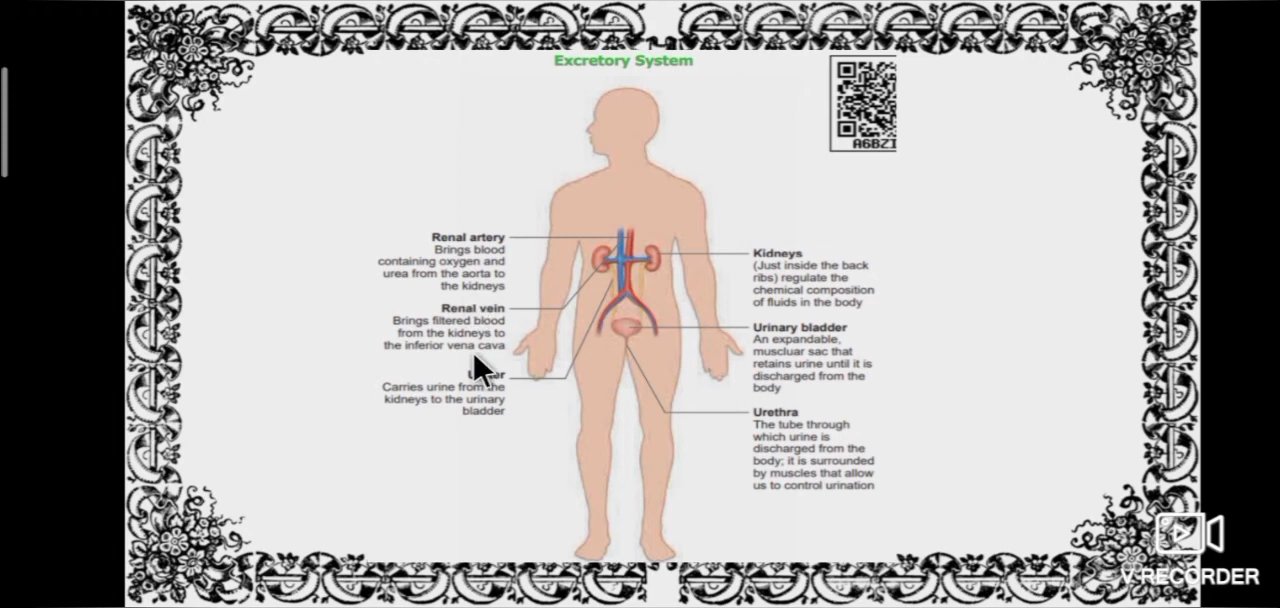 Excretory System
A6BZI
Renal artery
Brings blood
containing oxygen and
urea from the aorta to
the kidneys
Renal vein
Brings filtered blood
from the kidneys to
the inferior vena cava
Carries urine from the
kidneys to the urinary
bladder
Kidneys
(Just inside the back
ribs) regulate the
chemical composition
of fluids in the body
Urinary bladder
An expandable,
muscluar sac that
retains urine until it is
discharged from the
body
Urethra
The tube through
which urine is
discharged from the
body; it is surrounded
by muscles that allow
us to control urination
V RECORDER